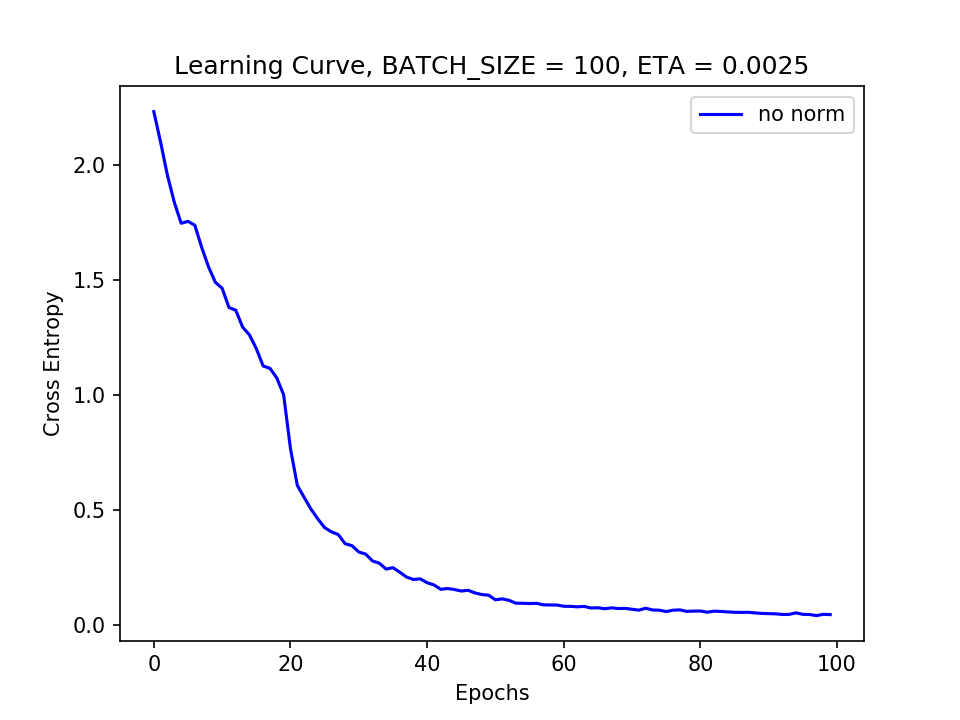 Learning Curve, BATCH_SIZE = 100, ETA = 0.0025
no norm
2.0
1.5
1.0
0.5
0.0
Cross Entropy
0 20 40 60 80 100
Epochs